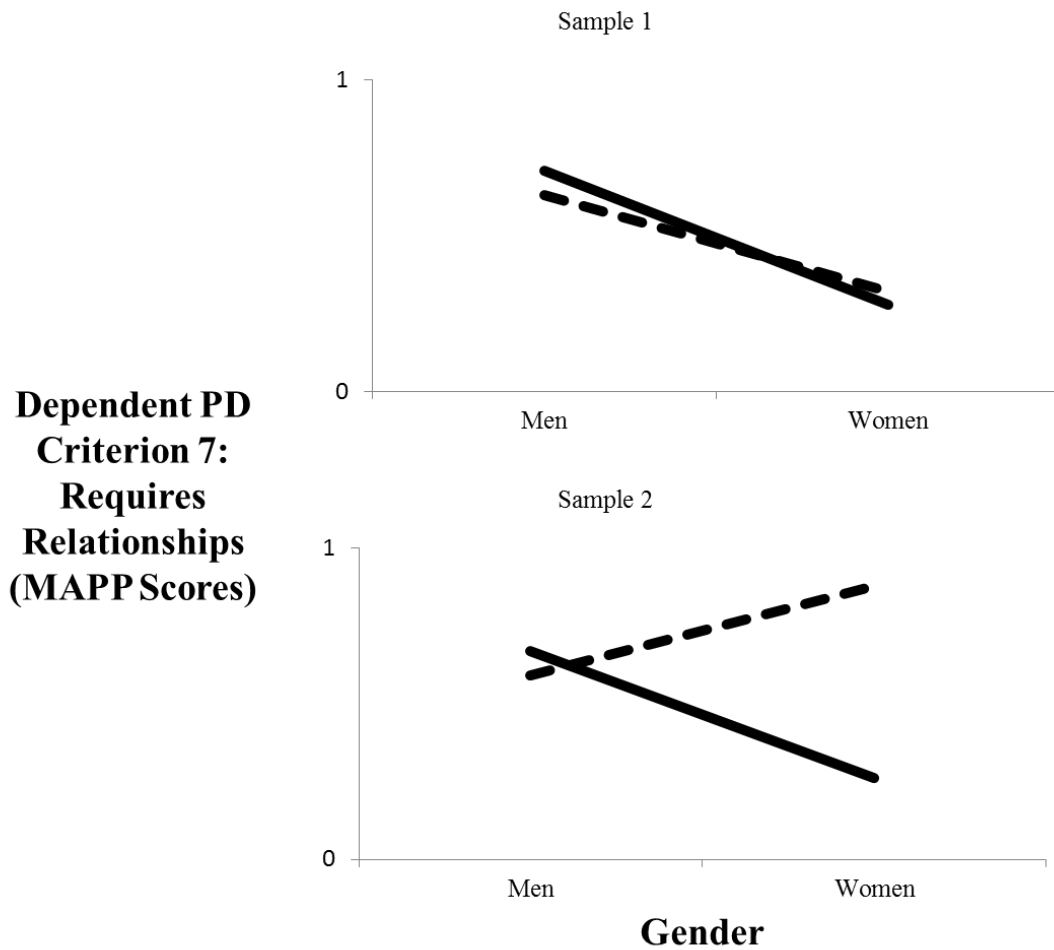 Sample 1
1
0
Men
Women
Dependent PD
Criterion 7:
Requires
Relationships
(MAPP Scores)
Sample 2
1
0
Men
Women
Gender